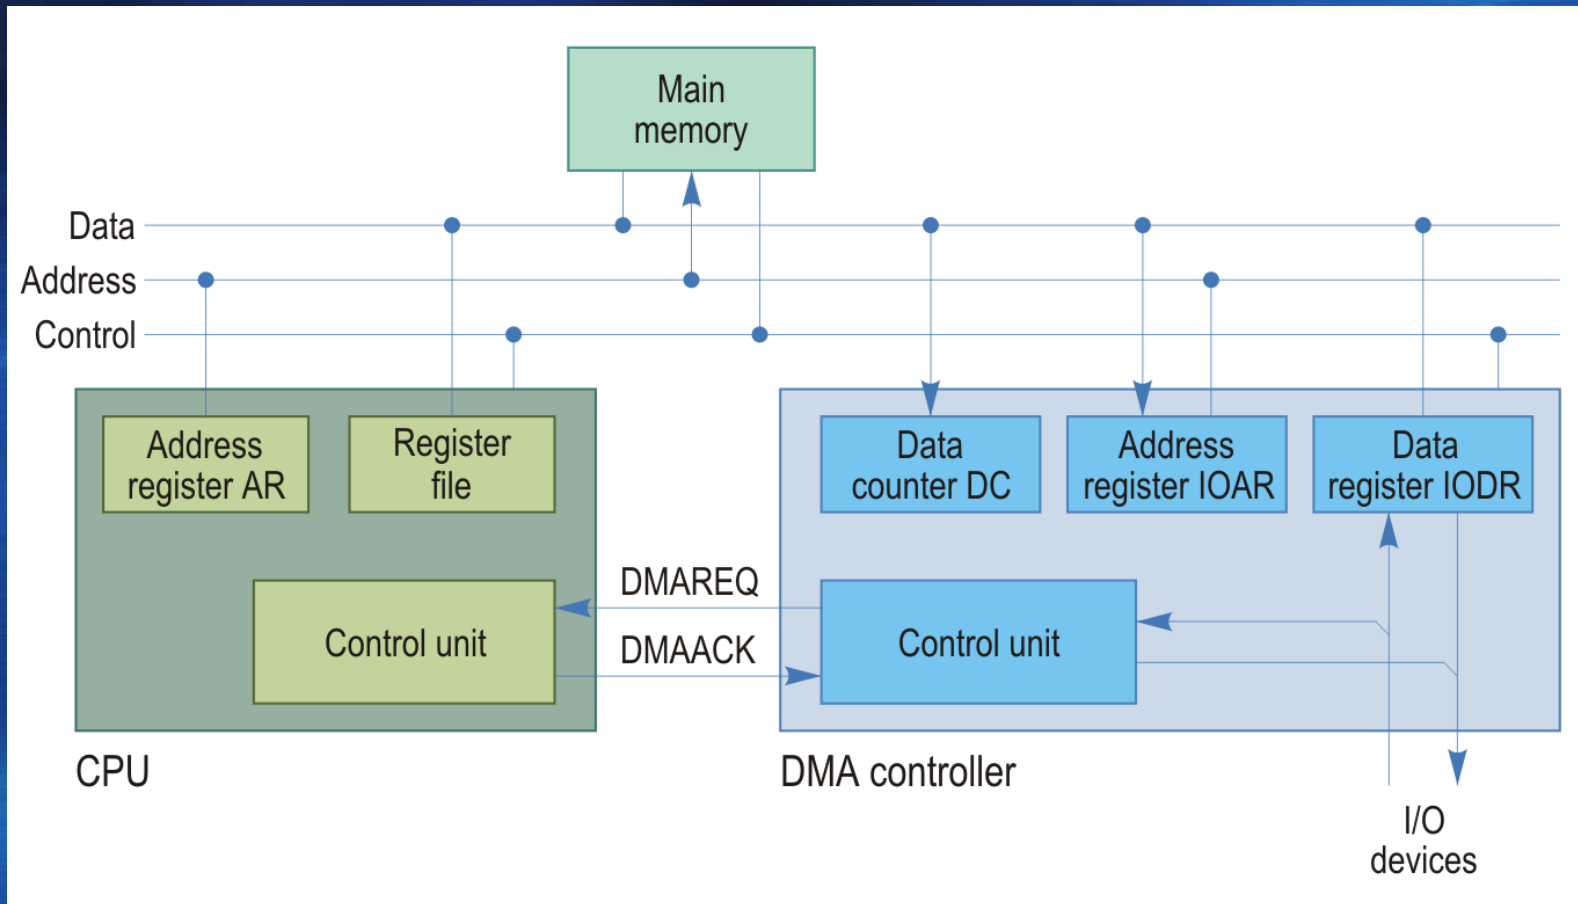 Main
memory
Data
Address
Control
Address
register AR
Register
file
Data
counter DC
Address
register IOAR
Data
register IODR
DMAREQ
Control unit
DMAACK
Control unit
CPU
DMA controller
I/O
devices